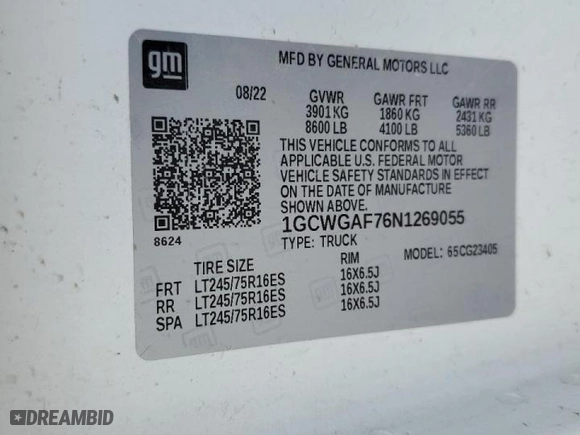 gm
MFD BY GENERAL MOTORS LLC
08/22 GVWR GAWR FRT GAWR RR
3901 KG 1860 KG 2431 KG
8600 LB 4100 LB 5360 LB
THIS VEHICLE CONFORMS TO ALL
APPLICABLE U.S. FEDERAL MOTOR
VEHICLE SAFETY STANDARDS IN EFFECT
ON THE DATE OF MANUFACTURE
SHOWN ABOVE.
8624 1GCWGAF76N1269055
TYPE: TRUCK MODEL: 65CG23405
TIRE SIZE RIM
FRT LT245/75R16ES 16X6.5J
RR LT245/75R16ES 16X6.5J
SPA LT245/75R16ES 16X6.5J
DREAMBID